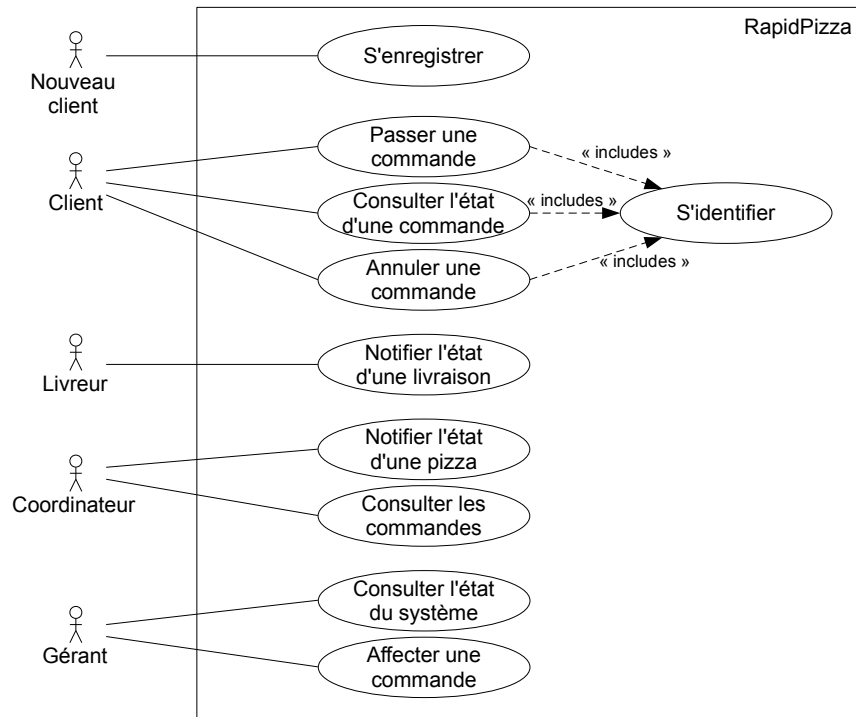 RapidPizza
S'enregistrer
Nouveau
client
Passer une
commande
« includes »
Client
Consulter l'état
d'une commande
« includes »
S'identifier
Annuler une
commande
« includes »
Livreur
Notifier l'état
d'une livraison
Coordinateur
Notifier l'état
d'une pizza
Consulter les
commandes
Gérant
Consulter l'état
du système
Affecter une
commande